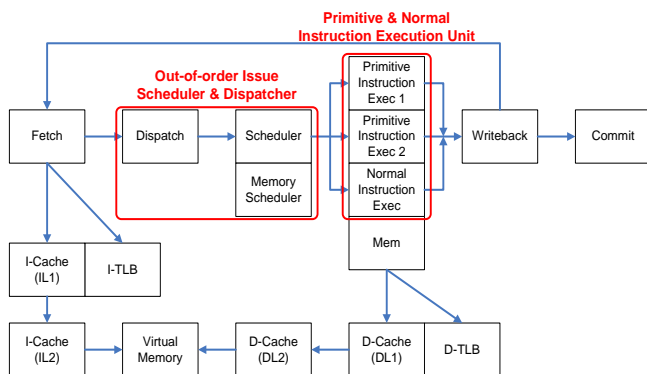 Primitive & Normal
Instruction Execution Unit
Out-of-order Issue
Scheduler & Dispatcher
Primitive
Instruction
Exec 1
Fetch
Dispatch
Scheduler
Primitive
Instruction
Exec 2
Writeback
Commit
Memory
Scheduler
Normal
Instruction
Exec
Mem
I-Cache
(IL1)
I-TLB
I-Cache
(IL2)
Virtual
Memory
D-Cache
(DL2)
D-Cache
(DL1)
D-TLB